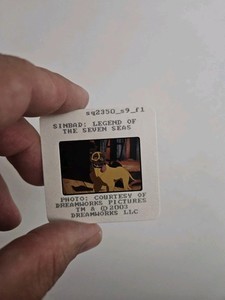 sq2350_s9_f1
SINBAD: LEGEND OF
THE SEVEN SEAS
PHOTO: COURTESY OF
DREAMWORKS PICTURES
TM & ©2003
DREAMWORKS LLC